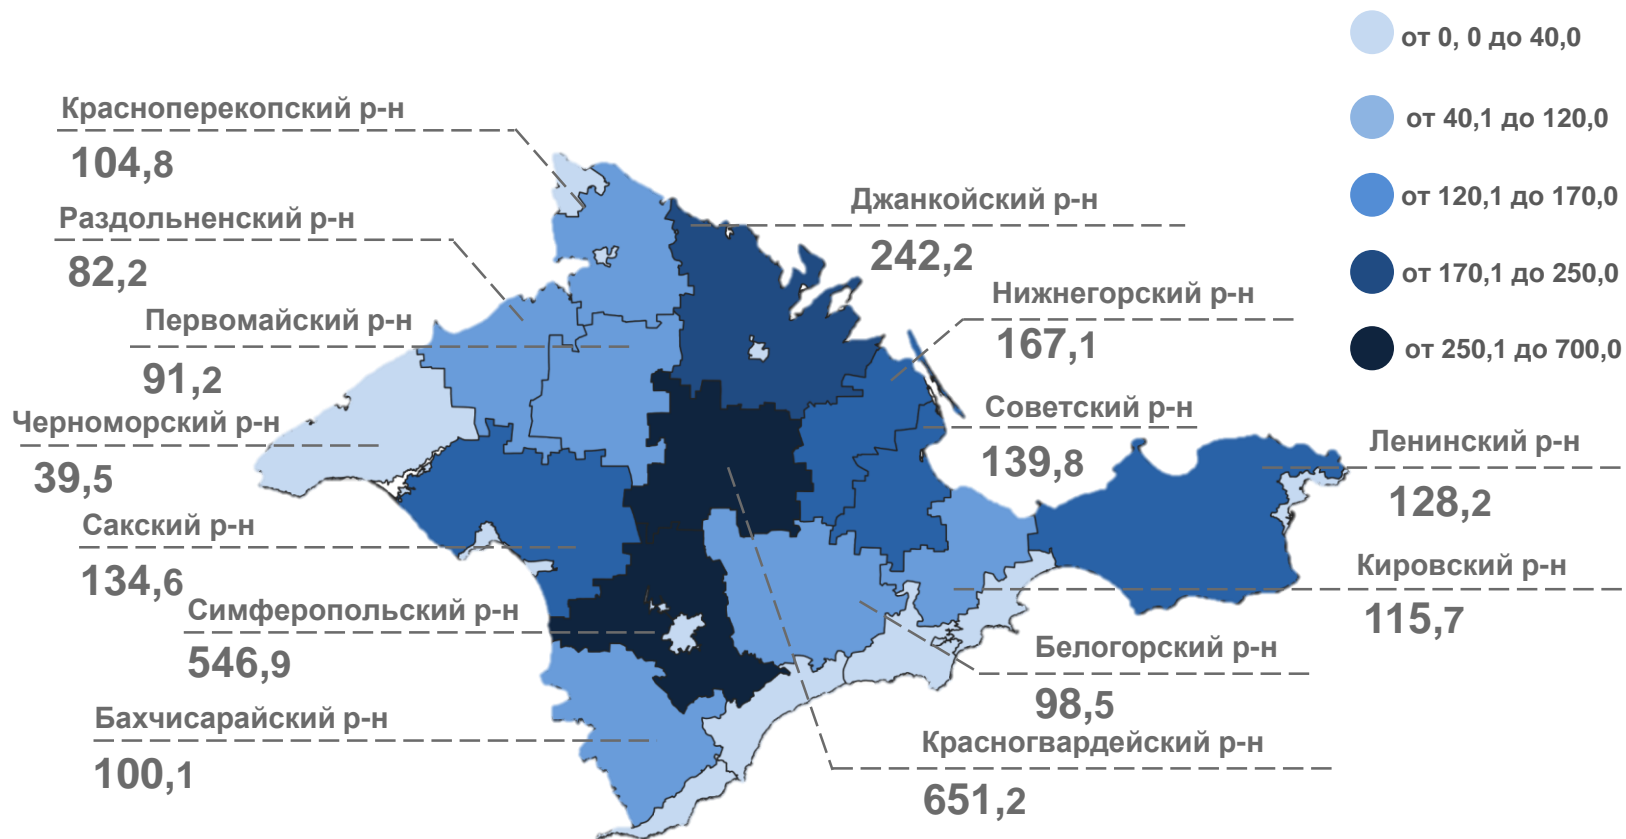 от 0, 0 до 40,0
от 40,1 до 120,0
от 120,1 до 170,0
от 170,1 до 250,0
от 250,1 до 700,0
Красноперекопский р-н
104,8
Раздольненский р-н
82,2
Первомайский р-н
91,2
Черноморский р-н
39,5
Сакский р-н
134,6
Симферопольский р-н
546,9
Бахчисарайский р-н
100,1
Джанкойский р-н
242,2
Нижнегорский р-н
167,1
Советский р-н
139,8
Ленинский р-н
128,2
Кировский р-н
115,7
Белогорский р-н
98,5
Красногвардейский р-н
651,2